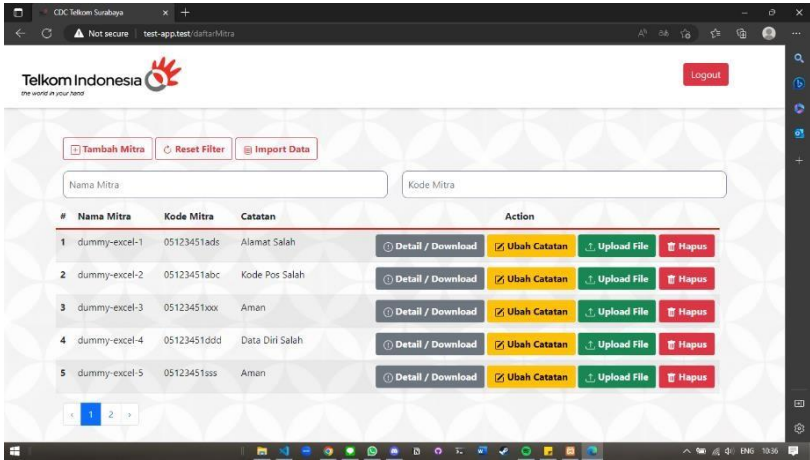 CDC Telkom Surabaya
Not secure test-app.test/daftarMitra
Telkom Indonesia
the world in your hand
Logout
Tambah Mitra Reset Filter Import Data
Nama Mitra Kode Mitra
# Nama Mitra Kode Mitra Catatan Action
1 dummy-excel-1 05123451ads Alamat Salah Detail / Download Ubah Catatan Upload File Hapus
2 dummy-excel-2 05123451abc Kode Pos Salah Detail / Download Ubah Catatan Upload File Hapus
3 dummy-excel-3 05123451xxx Aman Detail / Download Ubah Catatan Upload File Hapus
4 dummy-excel-4 05123451ddd Data Diri Salah Detail / Download Ubah Catatan Upload File Hapus
5 dummy-excel-5 05123451sss Aman Detail / Download Ubah Catatan Upload File Hapus
‹ 1 2 ›
ENG 10:36